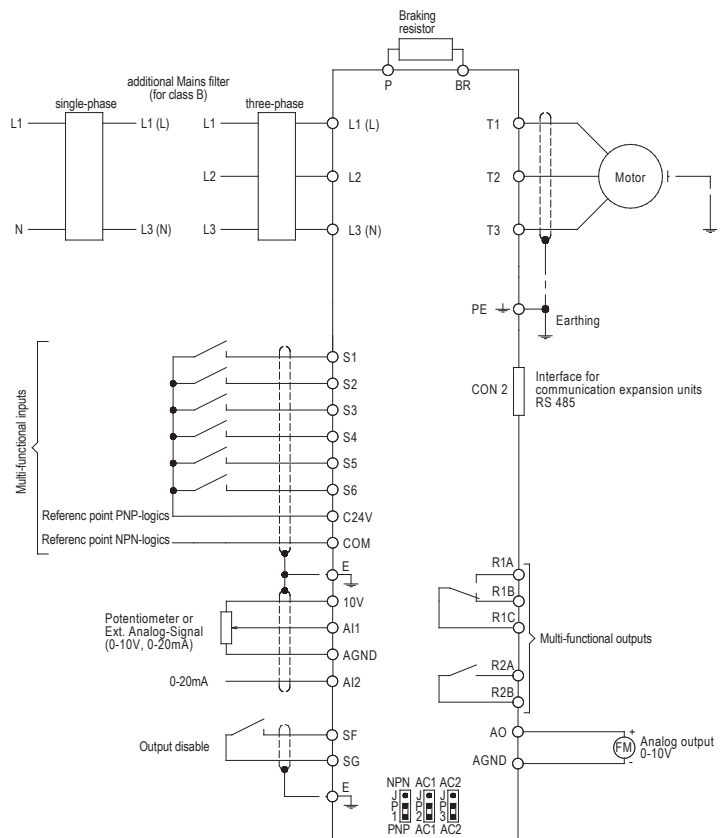 Braking
resistor
P
BR
additional Mains filter
(for class B)
single-phase
three-phase
L1
L1 (L)
L1
L1 (L)
T1
L2
L2
T2
Motor
N
L3 (N)
L3
L3 (N)
T3
PE
Earthing
Multi-functional inputs
S1
S2
S3
S4
S5
S6
C24V
COM
Referenc point PNP-logics
Referenc point NPN-logics
CON 2
Interface for
communication expansion units
RS 485
E
10V
AI1
AGND
AI2
Potentiometer or
Ext. Analog-Signal
(0-10V, 0-20mA)
0-20mA
R1A
R1B
R1C
R2A
R2B
Multi-functional outputs
Output disable
SF
SG
E
AO
AGND
+
FM
-
Analog output
0-10V
NPN AC1 AC2
JP1 JP2 JP3
PNP AC1 AC2